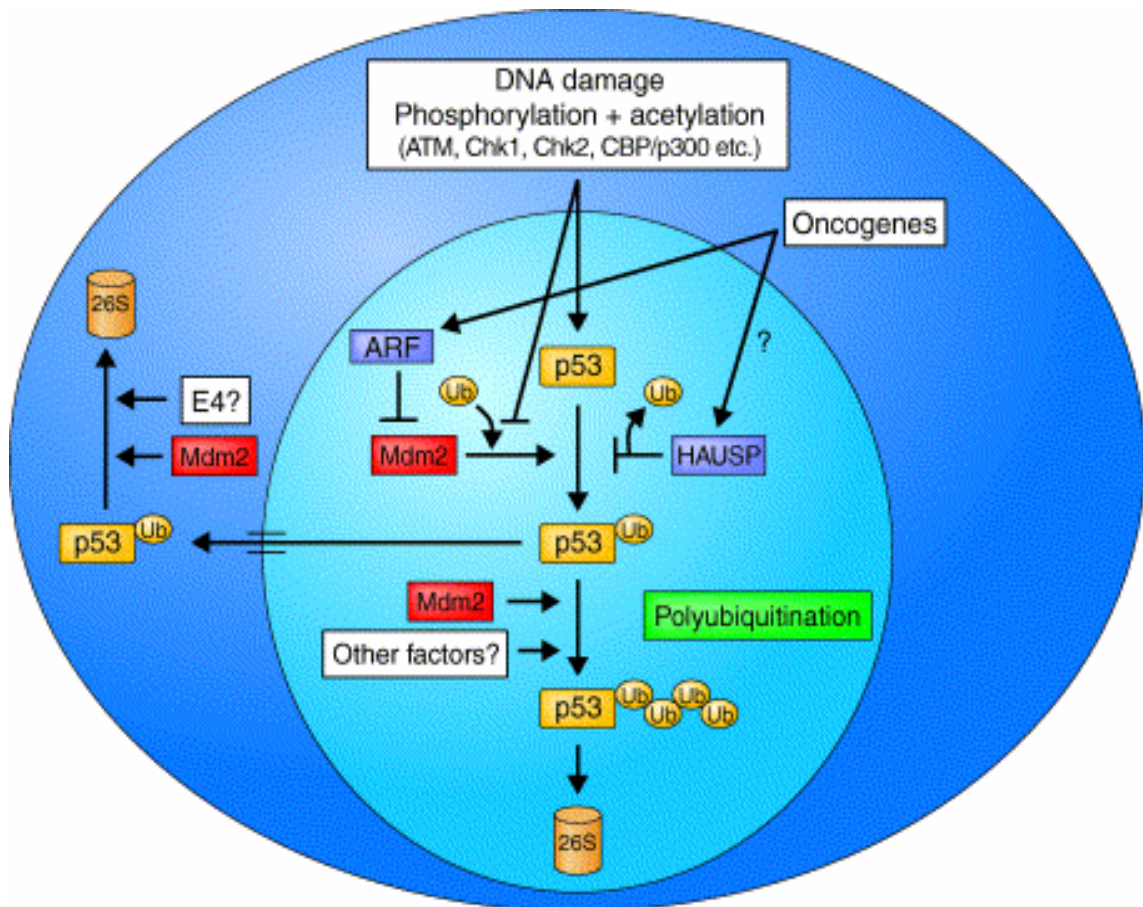 DNA damage
Phosphorylation + acetylation
(ATM, Chk1, Chk2, CBP/p300 etc.)
Oncogenes
26S
ARF
p53
?
Ub
Ub
E4?
Mdm2
Mdm2
HAUSP
p53 Ub
p53 Ub
Mdm2
Polyubiquitination
Other factors?
p53 Ub Ub Ub Ub
26S